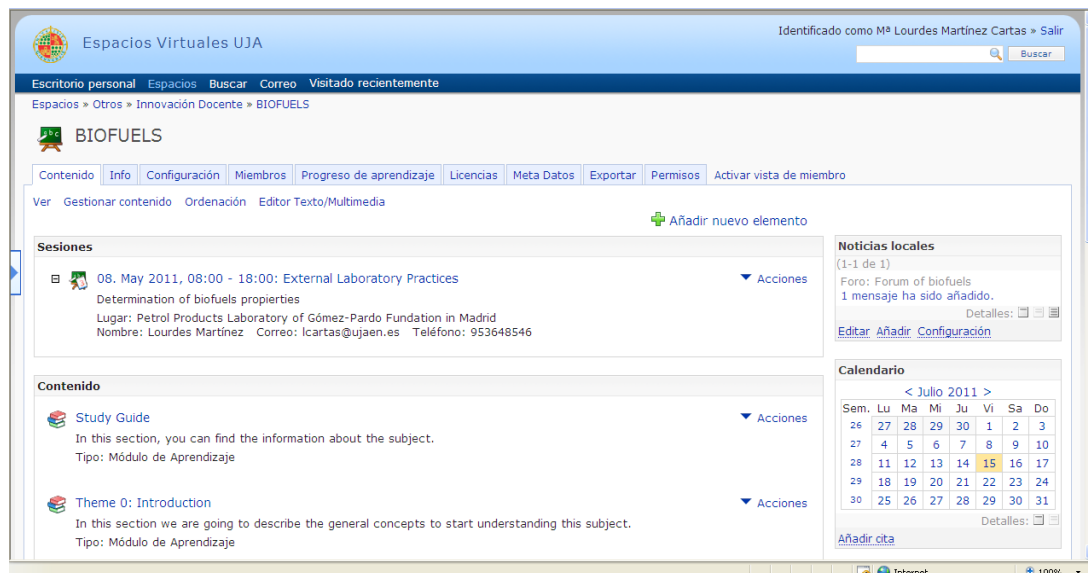 Identificado como Mª Lourdes Martínez Cartas » Salir
Espacios Virtuales UJA
Buscar
Escritorio personal Espacios Buscar Correo Visitado recientemente
Espacios » Otros » Innovación Docente » BIOFUELS
BIOFUELS
Contenido Info Configuración Miembros Progreso de aprendizaje Licencias Meta Datos Exportar Permisos Activar vista de miembro
Ver Gestionar contenido Ordenación Editor Texto/Multimedia
Añadir nuevo elemento
Sesiones
08. May 2011, 08:00 - 18:00: External Laboratory Practices Acciones
Determination of biofuels propierties
Lugar: Petrol Products Laboratory of Gómez-Pardo Fundation in Madrid
Nombre: Lourdes Martínez Correo: lcartas@ujaen.es Teléfono: 953648546
Contenido
Study Guide Acciones
In this section, you can find the information about the subject.
Tipo: Módulo de Aprendizaje
Theme 0: Introduction Acciones
In this section we are going to describe the general concepts to start understanding this subject.
Tipo: Módulo de Aprendizaje
Noticias locales
(1-1 de 1)
Foro: Forum of biofuels
1 mensaje ha sido añadido.
Detalles:
Editar Añadir Configuración
Calendario
< Julio 2011 >
Sem. Lu Ma Mi Ju Vi Sa Do
26 27 28 29 30 1 2 3
27 4 5 6 7 8 9 10
28 11 12 13 14 15 16 17
29 18 19 20 21 22 23 24
30 25 26 27 28 29 30 31
Detalles:
Añadir cita
Internet 100%